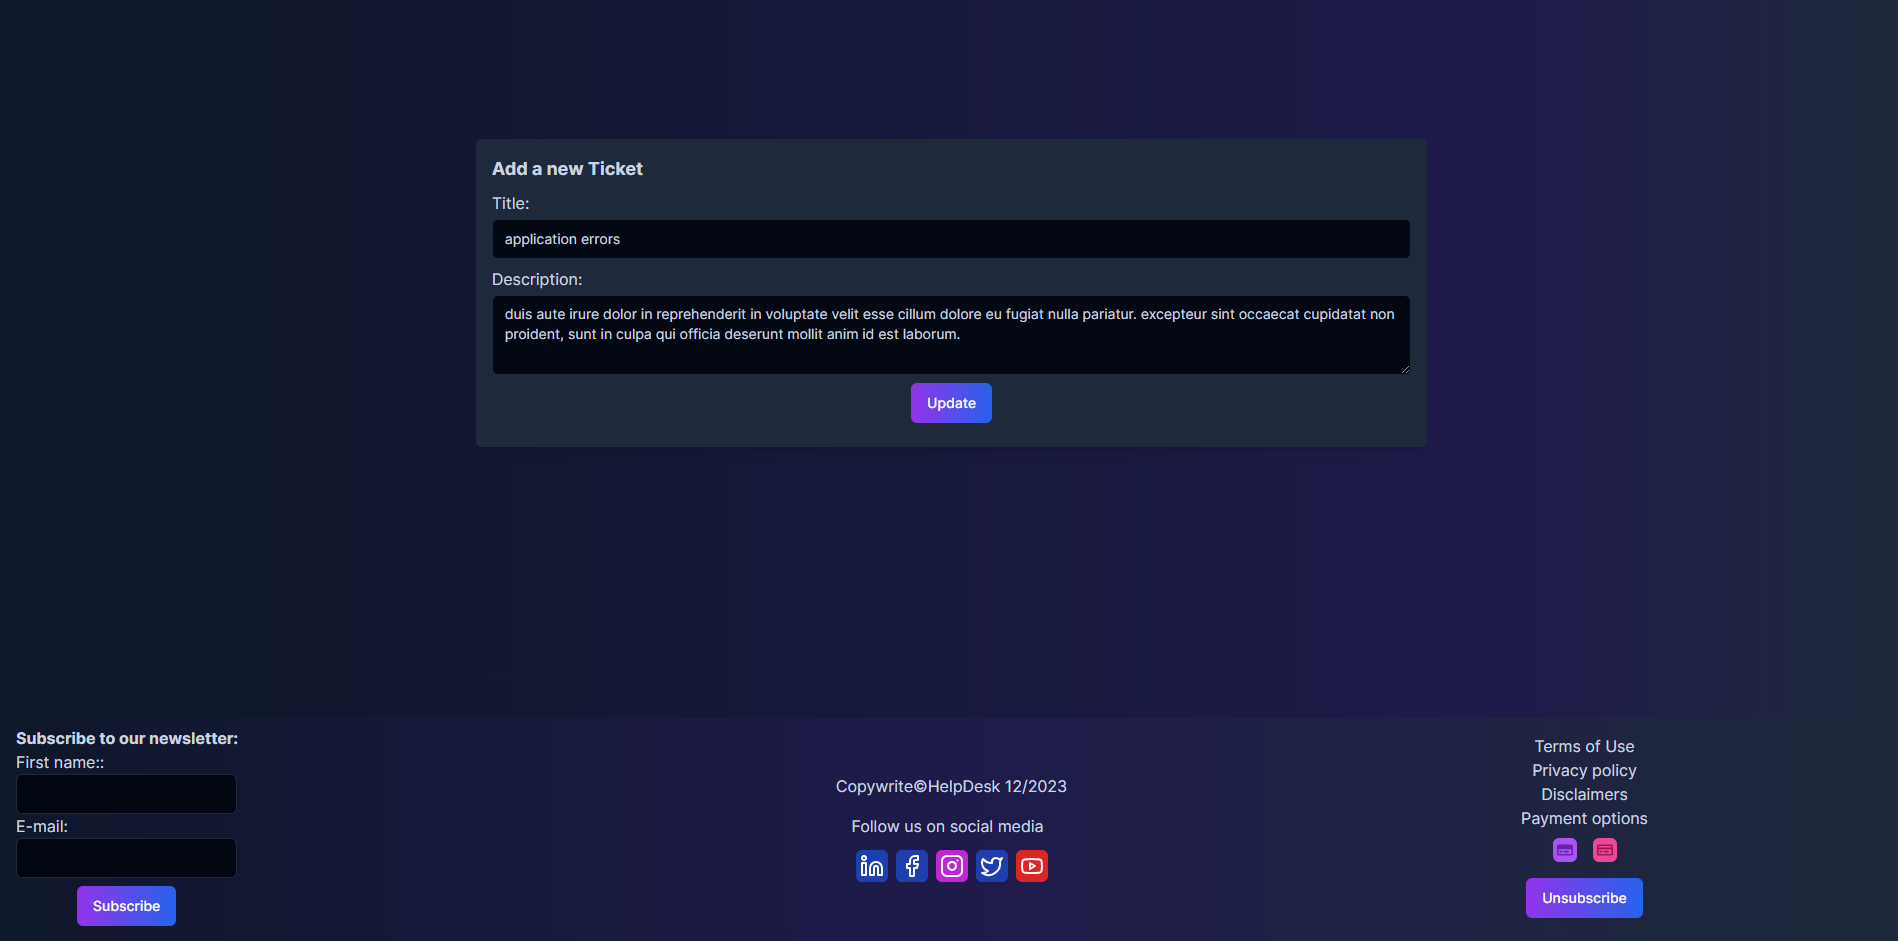 Add a new Ticket
Title:
application errors
Description:
duis aute irure dolor in reprehenderit in voluptate velit esse cillum dolore eu fugiat nulla pariatur. excepteur sint occaecat cupidatat non
proident, sunt in culpa qui officia deserunt mollit anim id est laborum.
Update
Subscribe to our newsletter:
First name::
E-mail:
Subscribe
Copywrite©HelpDesk 12/2023
Follow us on social media
Terms of Use
Privacy policy
Disclaimers
Payment options
Unsubscribe